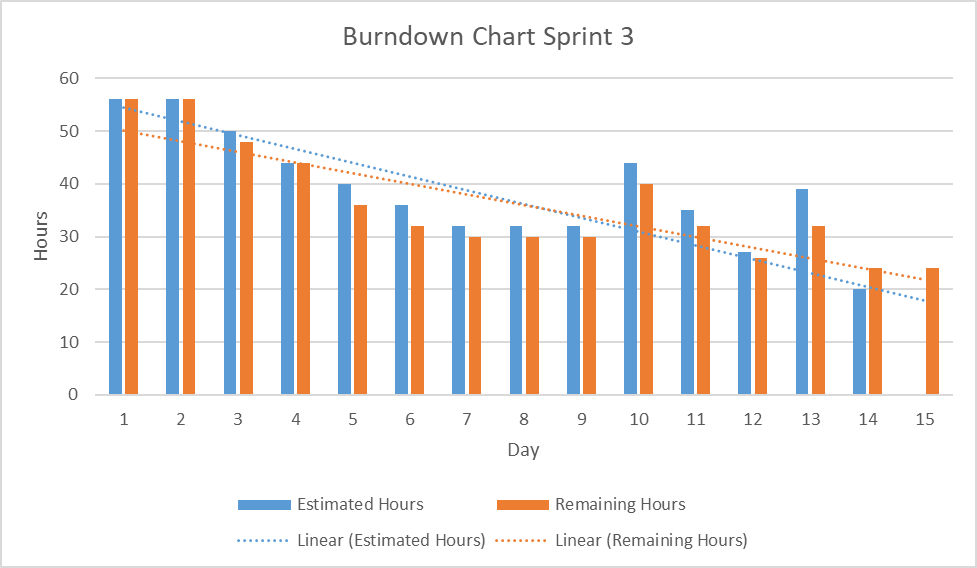 Burndown Chart Sprint 3
60
50
40
30
20
10
0
Hours
1 2 3 4 5 6 7 8 9 10 11 12 13 14 15
Day
Estimated Hours Remaining Hours
Linear (Estimated Hours) Linear (Remaining Hours)